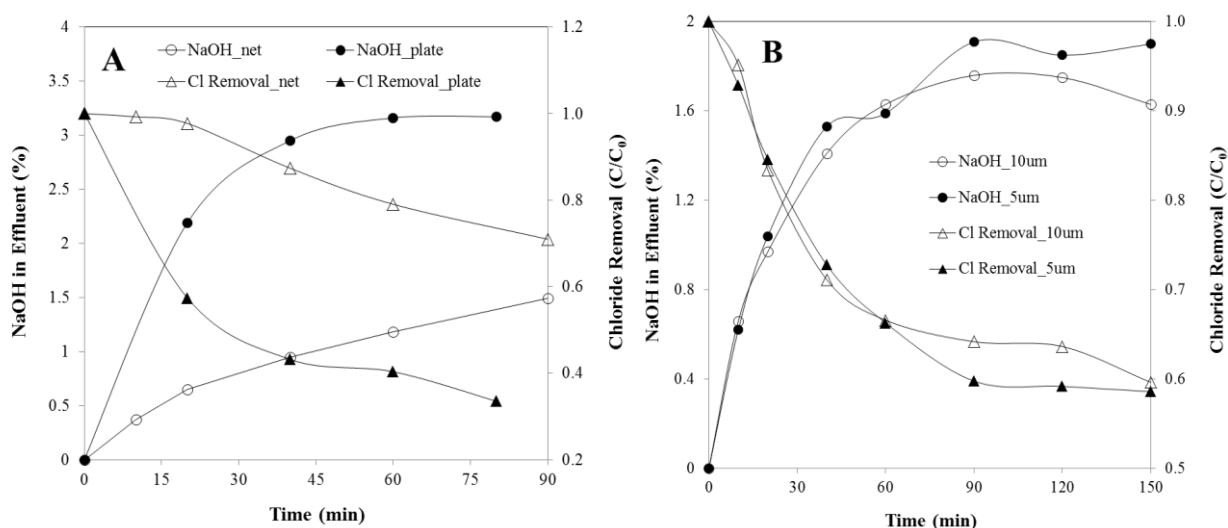 A
NaOH_net
NaOH_plate
Cl Removal_net
Cl Removal_plate
NaOH in Effluent (%)
4
3.5
3
2.5
2
1.5
1
0.5
0
Chloride Removal (C/C₀)
1.2
1.0
0.8
0.6
0.4
0.2
0 15 30 45 60 75 90
Time (min)
B
NaOH_10um
NaOH_5um
Cl Removal_10um
Cl Removal_5um
NaOH in Effluent (%)
2
1.6
1.2
0.8
0.4
0
Chloride Removal (C/C₀)
1.0
0.9
0.8
0.7
0.6
0.5
0 30 60 90 120 150
Time (min)